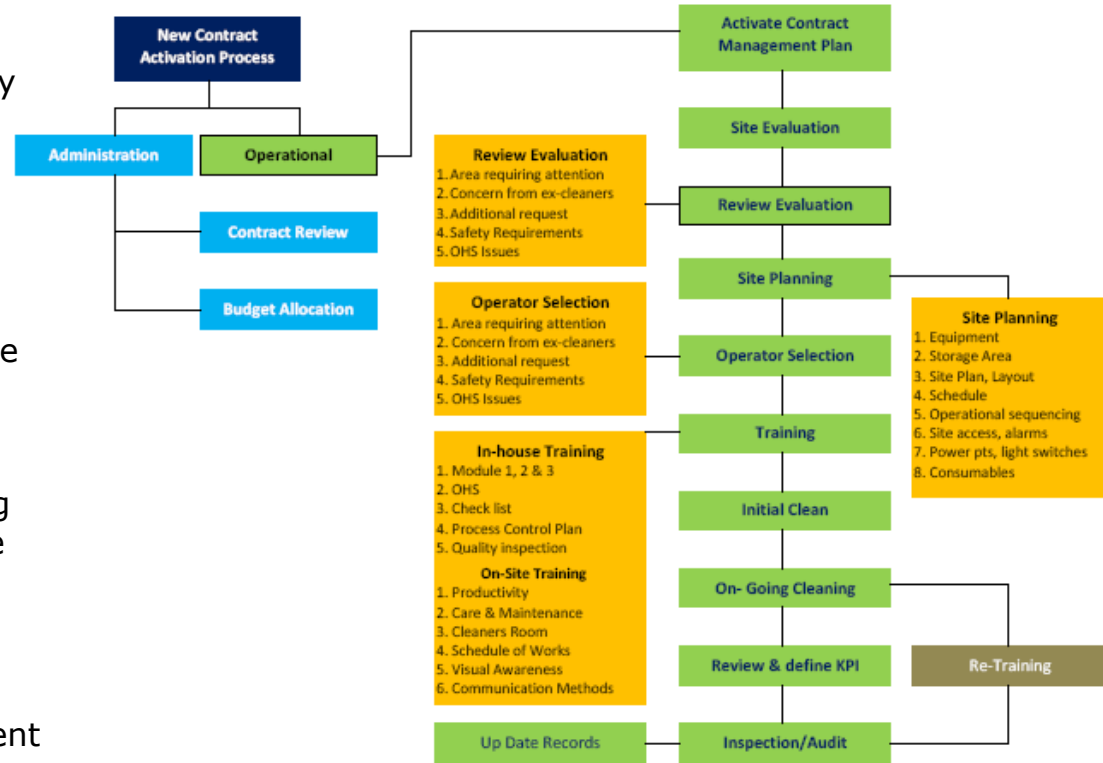 New Contract
Activation Process
Administration
Operational
Contract Review
Budget Allocation
y
e
g
e
ent
Activate Contract
Management Plan
Site Evaluation
Review Evaluation
Site Planning
Operator Selection
Training
Initial Clean
On- Going Cleaning
Review & define KPI
Inspection/Audit
Up Date Records
Re-Training
Review Evaluation
1. Area requiring attention
2. Concern from ex-cleaners
3. Additional request
4. Safety Requirements
5. OHS Issues
Operator Selection
1. Area requiring attention
2. Concern from ex-cleaners
3. Additional request
4. Safety Requirements
5. OHS Issues
In-house Training
1. Module 1, 2 & 3
2. OHS
3. Check list
4. Process Control Plan
5. Quality inspection
On-Site Training
1. Productivity
2. Care & Maintenance
3. Cleaners Room
4. Schedule of Works
5. Visual Awareness
6. Communication Methods
Site Planning
1. Equipment
2. Storage Area
3. Site Plan, Layout
4. Schedule
5. Operational sequencing
6. Site access, alarms
7. Power pts, light switches
8. Consumables